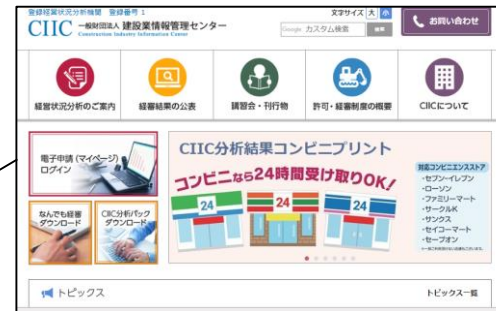 登録経営状況分析機関 登録番号 1
CIIC 一般財団法人 建設業情報管理センター
Construction Industry Information Center
文字サイズ 大 小
Google カスタム検索 検索
お問い合わせ
経営状況分析のご案内
経審結果の公表
講習会・刊行物
許可・経審制度の概要
CIICについて
電子申請(マイページ)
ログイン
なんでも経審
ダウンロード
CIIC分析パック
ダウンロード
CIIC分析結果コンビニプリント
コンビニなら24時間受け取りOK!
24
24
24
対応コンビニエンスストア
・セブン-イレブン
・ローソン
・ファミリーマート
・サークルK
・サンクス
・セイコーマート
・セーブオン
トピックス
トピックス一覧